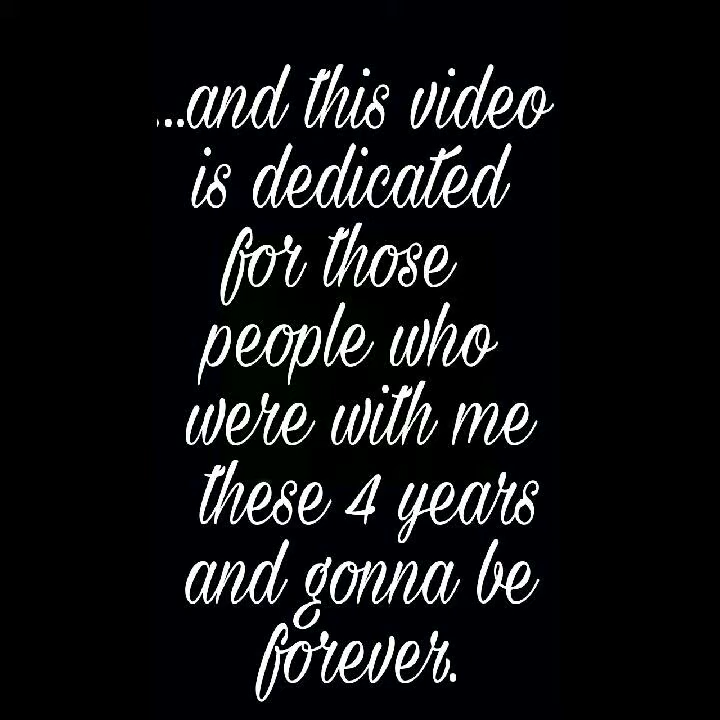 ...and this video
is dedicated
for those
people who
were with me
these 4 years
and gonna be
forever.